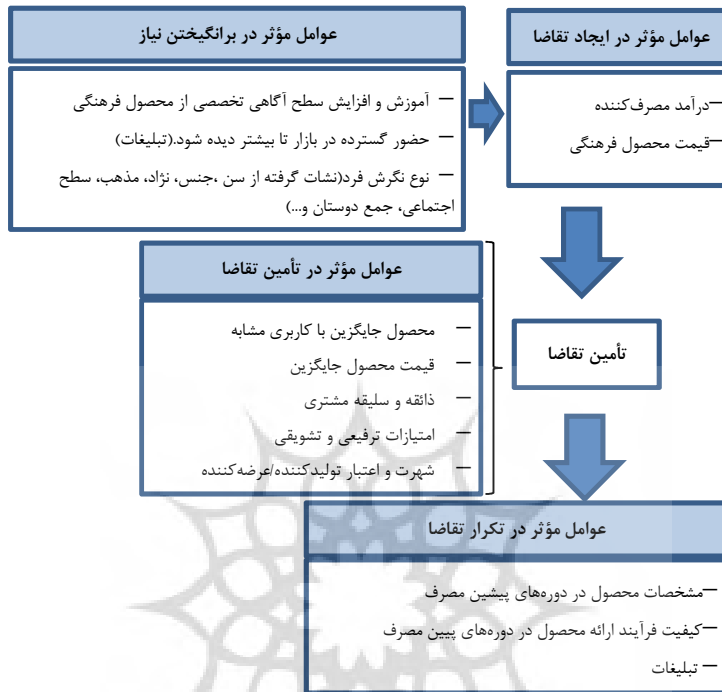 عوامل مؤثر در برانگیختن نیاز
— آموزش و افزایش سطح آگاهی تخصصی از محصول فرهنگی
— حضور گسترده در بازار تا بیشتر دیده شود.(تبلیغات)
— نوع نگرش فرد(نشات گرفته از سن ،جنس، نژاد، مذهب، سطح
اجتماعی، جمع دوستان و...)
عوامل مؤثر در ایجاد تقاضا
—درآمد مصرف‌کننده
—قیمت محصول فرهنگی
تأمین تقاضا
عوامل مؤثر در تأمین تقاضا
— محصول جایگزین با کاربری مشابه
— قیمت محصول جایگزین
— ذائقه و سلیقه مشتری
— امتیازات ترفیعی و تشویقی
— شهرت و اعتبار تولیدکننده/عرضه‌کننده
عوامل مؤثر در تکرار تقاضا
—مشخصات محصول در دوره‌های پیشین مصرف
—کیفیت فرآیند ارائه محصول در دوره‌های پیین مصرف
— تبلیغات